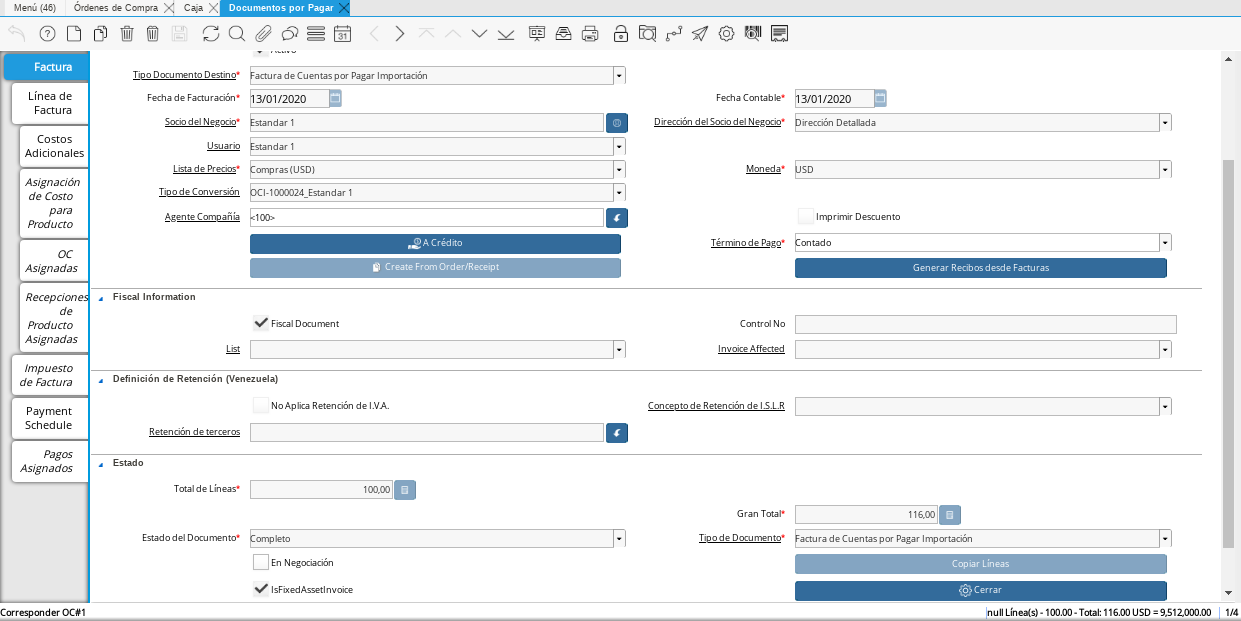 Menú (46) Órdenes de Compra Caja Documentos por Pagar
31
Activo
Factura
Línea de Factura
Costos Adicionales
Asignación de Costo para Producto
OC Asignadas
Recepciones de Producto Asignadas
Impuesto de Factura
Payment Schedule
Pagos Asignados
Tipo Documento Destino* Factura de Cuentas por Pagar Importación
Fecha de Facturación* 13/01/2020 Fecha Contable* 13/01/2020
Socio del Negocio* Estandar 1 Dirección del Socio del Negocio* Dirección Detallada
Usuario Estandar 1
Lista de Precios* Compras (USD) Moneda* USD
Tipo de Conversión OCI-1000024_Estandar 1
Agente Compañía <100> Imprimir Descuento
A Crédito Término de Pago* Contado
Create From Order/Receipt Generar Recibos desde Facturas
Fiscal Information
Fiscal Document Control No
List Invoice Affected
Definición de Retención (Venezuela)
No Aplica Retención de I.V.A. Concepto de Retención de I.S.L.R
Retención de terceros
Estado
Total de Líneas* 100,00
Gran Total* 116,00
Estado del Documento* Completo Tipo de Documento* Factura de Cuentas por Pagar Importación
En Negociación Copiar Líneas
IsFixedAssetInvoice Cerrar
Corresponder OC#1 null Línea(s) - 100.00 - Total: 116.00 USD = 9,512,000.00 1/4